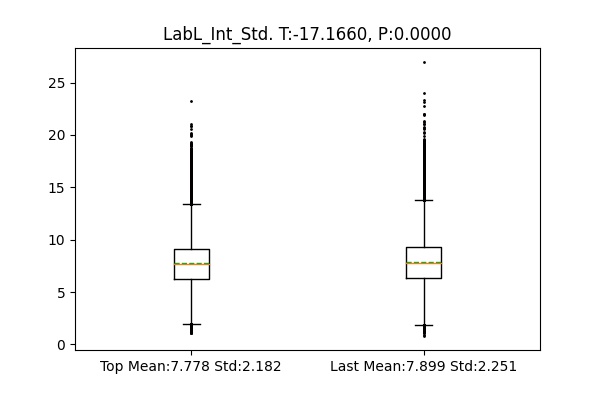 LabL_Int_Std. T:-17.1660, P:0.0000
25
20
15
10
5
0
Top Mean:7.778 Std:2.182
Last Mean:7.899 Std:2.251